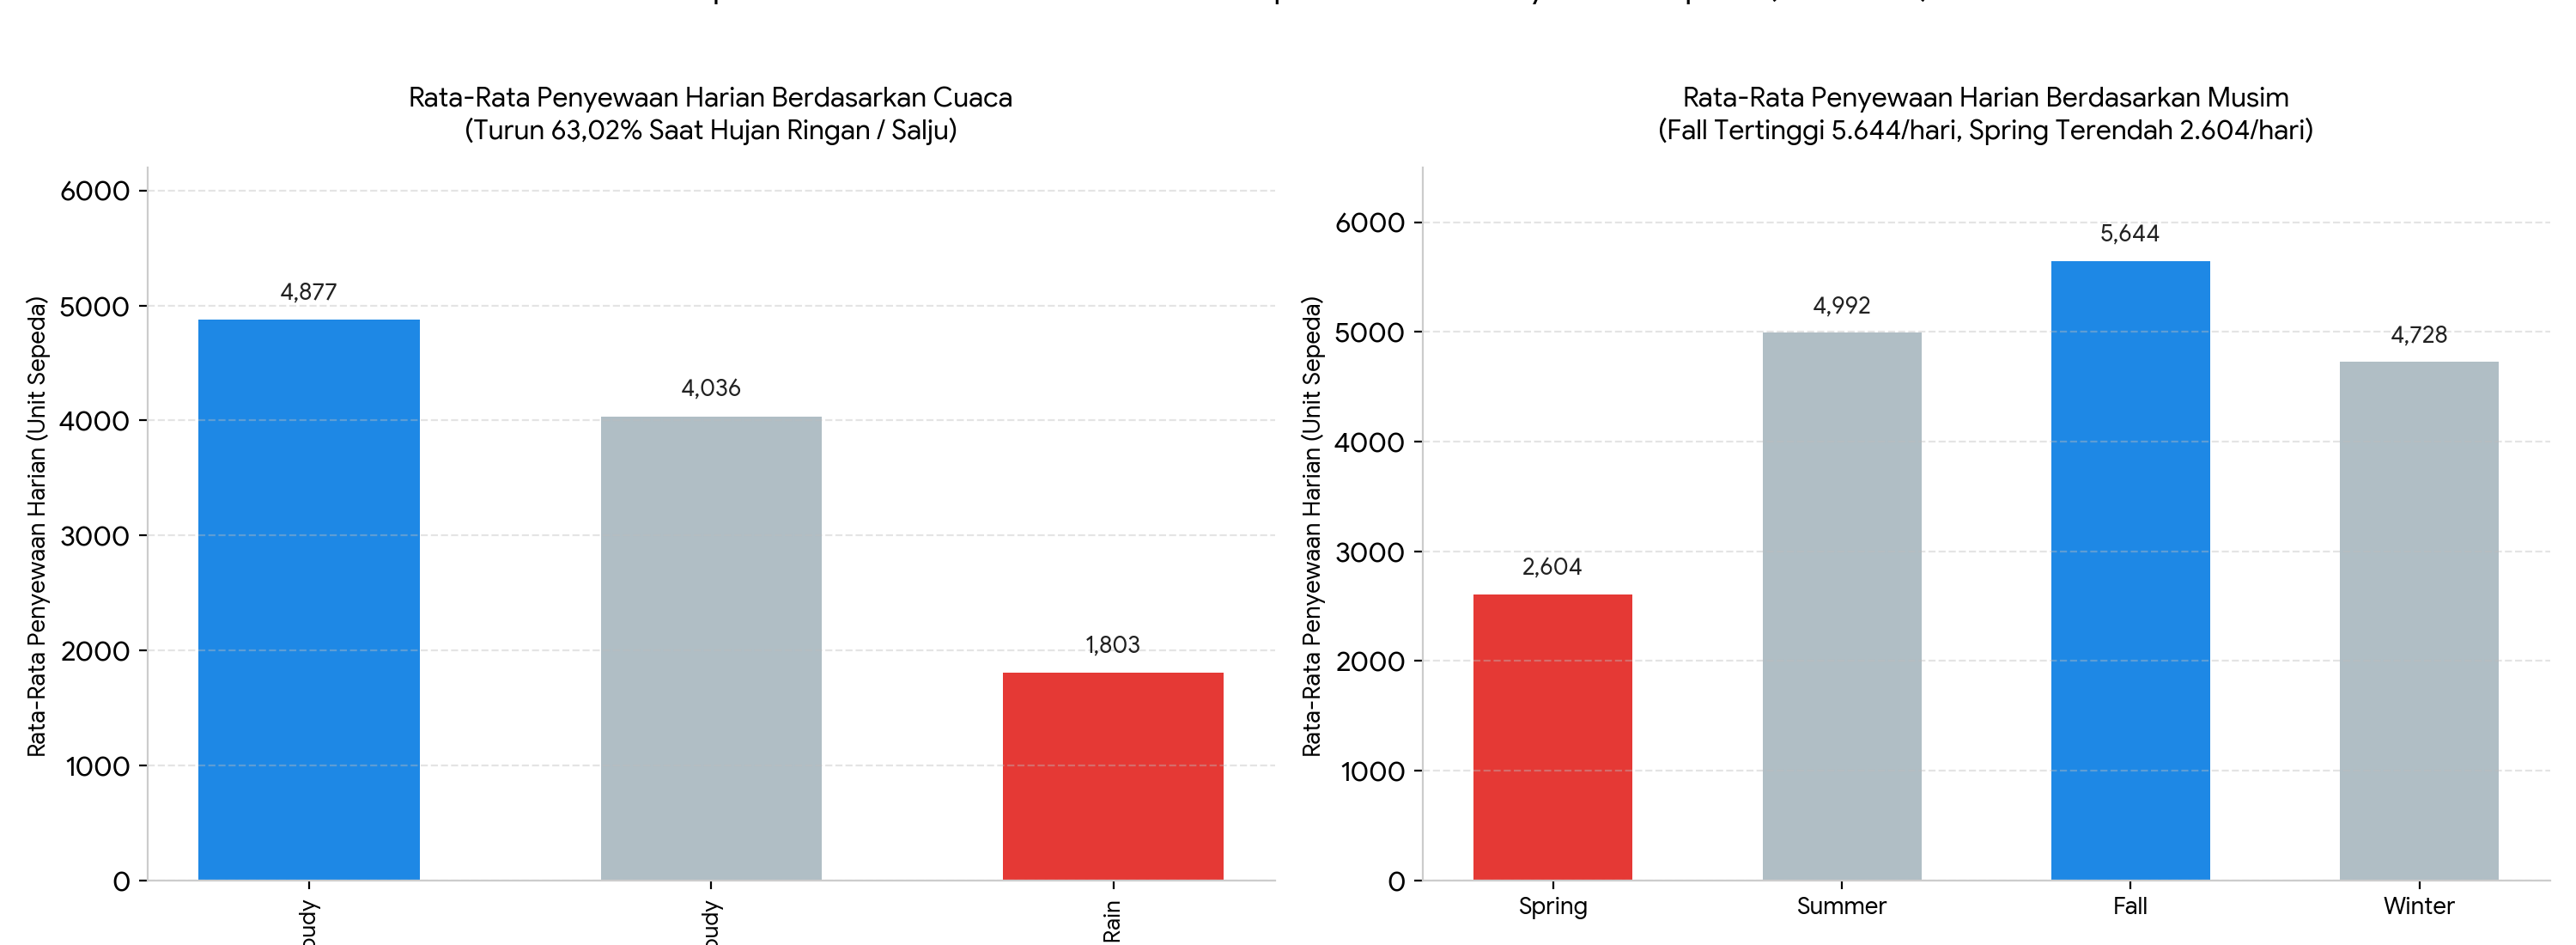 Rata-Rata Penyewaan Harian Berdasarkan Cuaca
(Turun 63,02% Saat Hujan Ringan / Salju)
Rata-Rata Penyewaan Harian (Unit Sepeda)
6000
5000
4000
3000
2000
1000
0
4,877
4,036
1,803
oudy
oudy
Rain
Rata-Rata Penyewaan Harian Berdasarkan Musim
(Fall Tertinggi 5.644/hari, Spring Terendah 2.604/hari)
Rata-Rata Penyewaan Harian (Unit Sepeda)
6000
5000
4000
3000
2000
1000
0
2,604
4,992
5,644
4,728
Spring
Summer
Fall
Winter